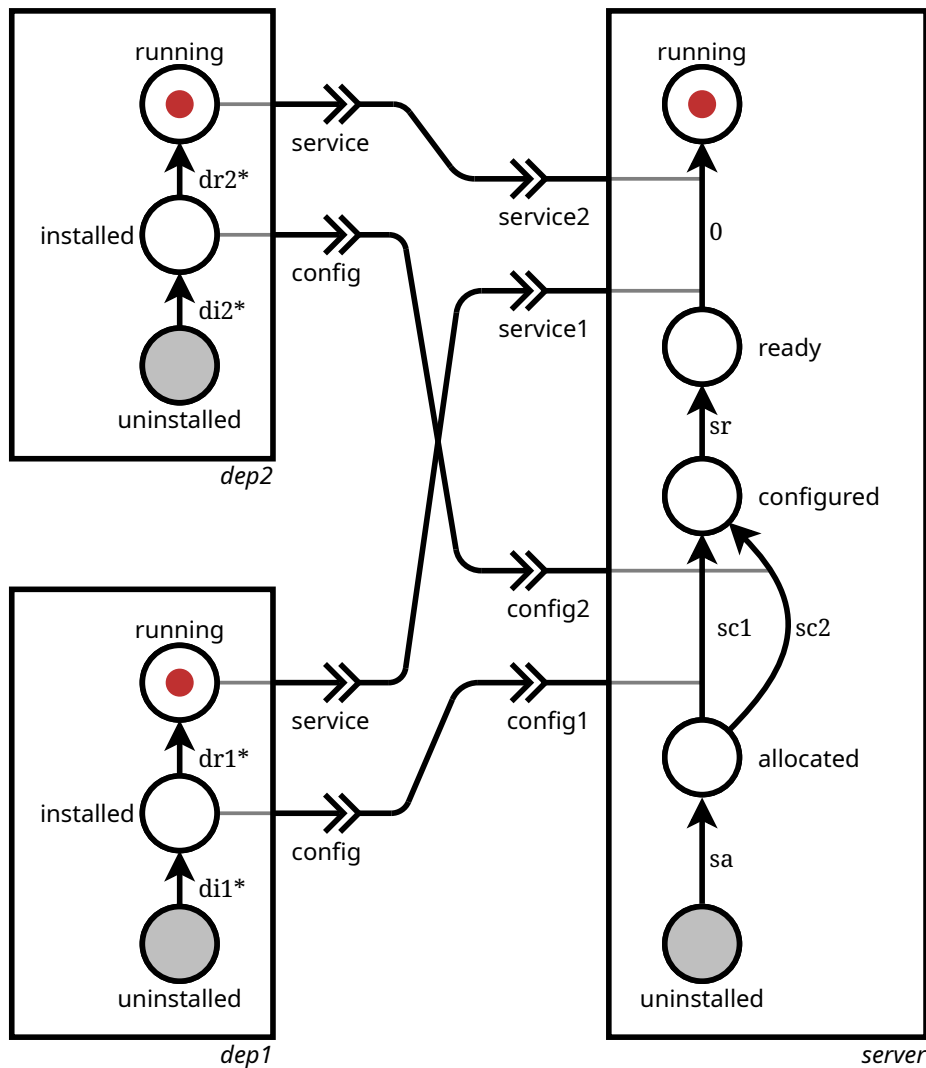 running
dr2*
installed
di2*
uninstalled
dep2
service
config
service2
service1
config2
config1
running
dr1*
installed
di1*
uninstalled
dep1
service
config
running
0
ready
sr
configured
sc1
sc2
allocated
sa
uninstalled
server